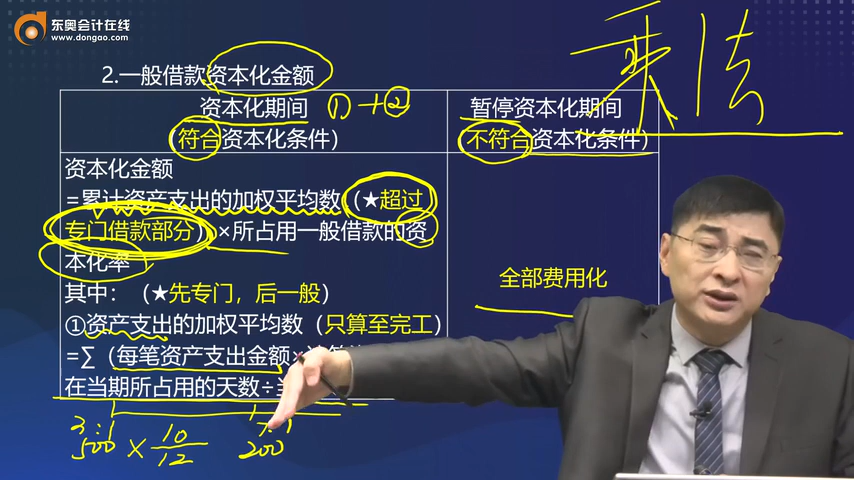 东奥会计在线
www.dongao.com
乘法
2.一般借款资本化金额
资本化期间 ①+②
(符合资本化条件)
暂停资本化期间
(不符合资本化条件)
资本化金额
=累计资产支出的加权平均数(★超过
专门借款部分)×所占用一般借款的资
本化率
其中:(★先专门,后一般)
①资产支出的加权平均数(只算至完工)
=∑(每笔资产支出金额×
在当期所占用的天数÷
全部费用化
3.1
500 × 10/12
200